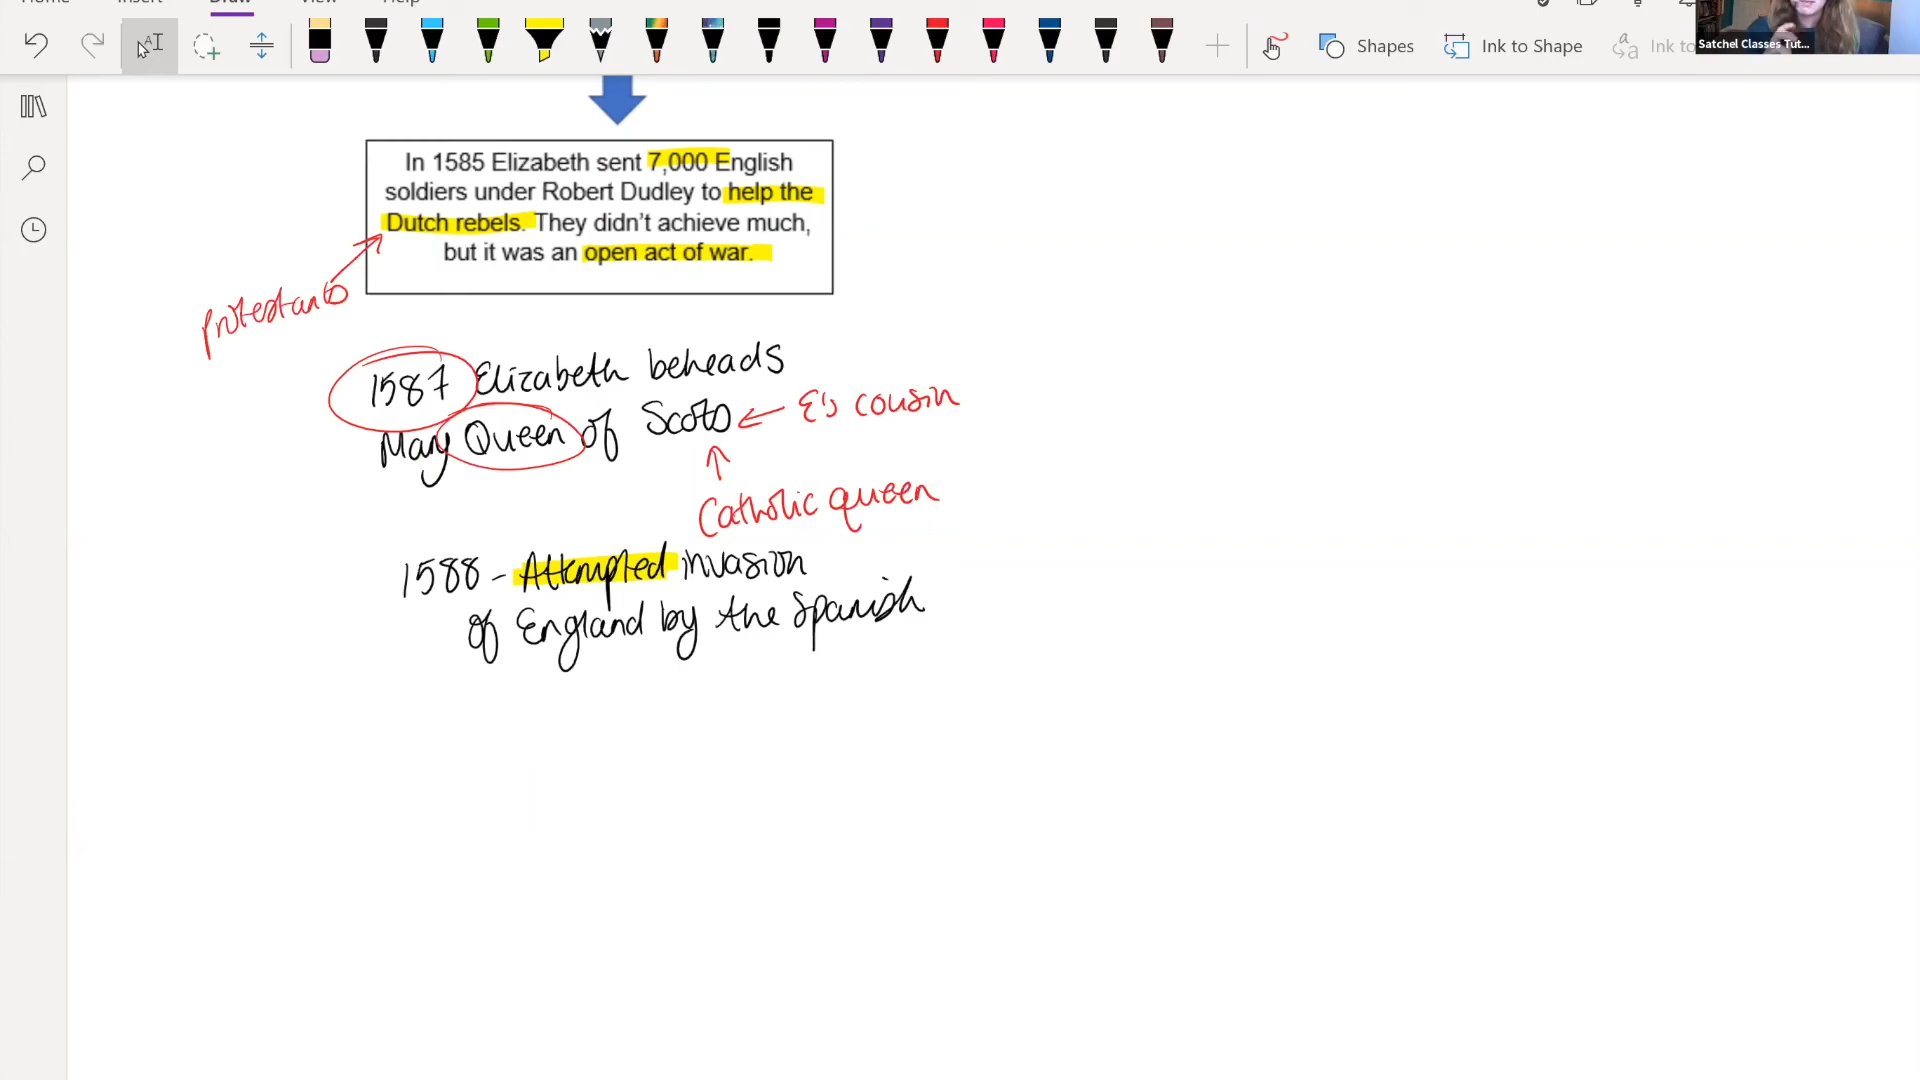 Home Insert Draw View Help
Shapes Ink to Shape Ink to
Satchel Classes Tut...
In 1585 Elizabeth sent 7,000 English
soldiers under Robert Dudley to help the
Dutch rebels. They didn't achieve much,
but it was an open act of war.
protestants
1587 Elizabeth beheads
Mary Queen of Scots ← E's cousin
↑
Catholic queen
1588 - Attempted invasion
of England by the Spanish